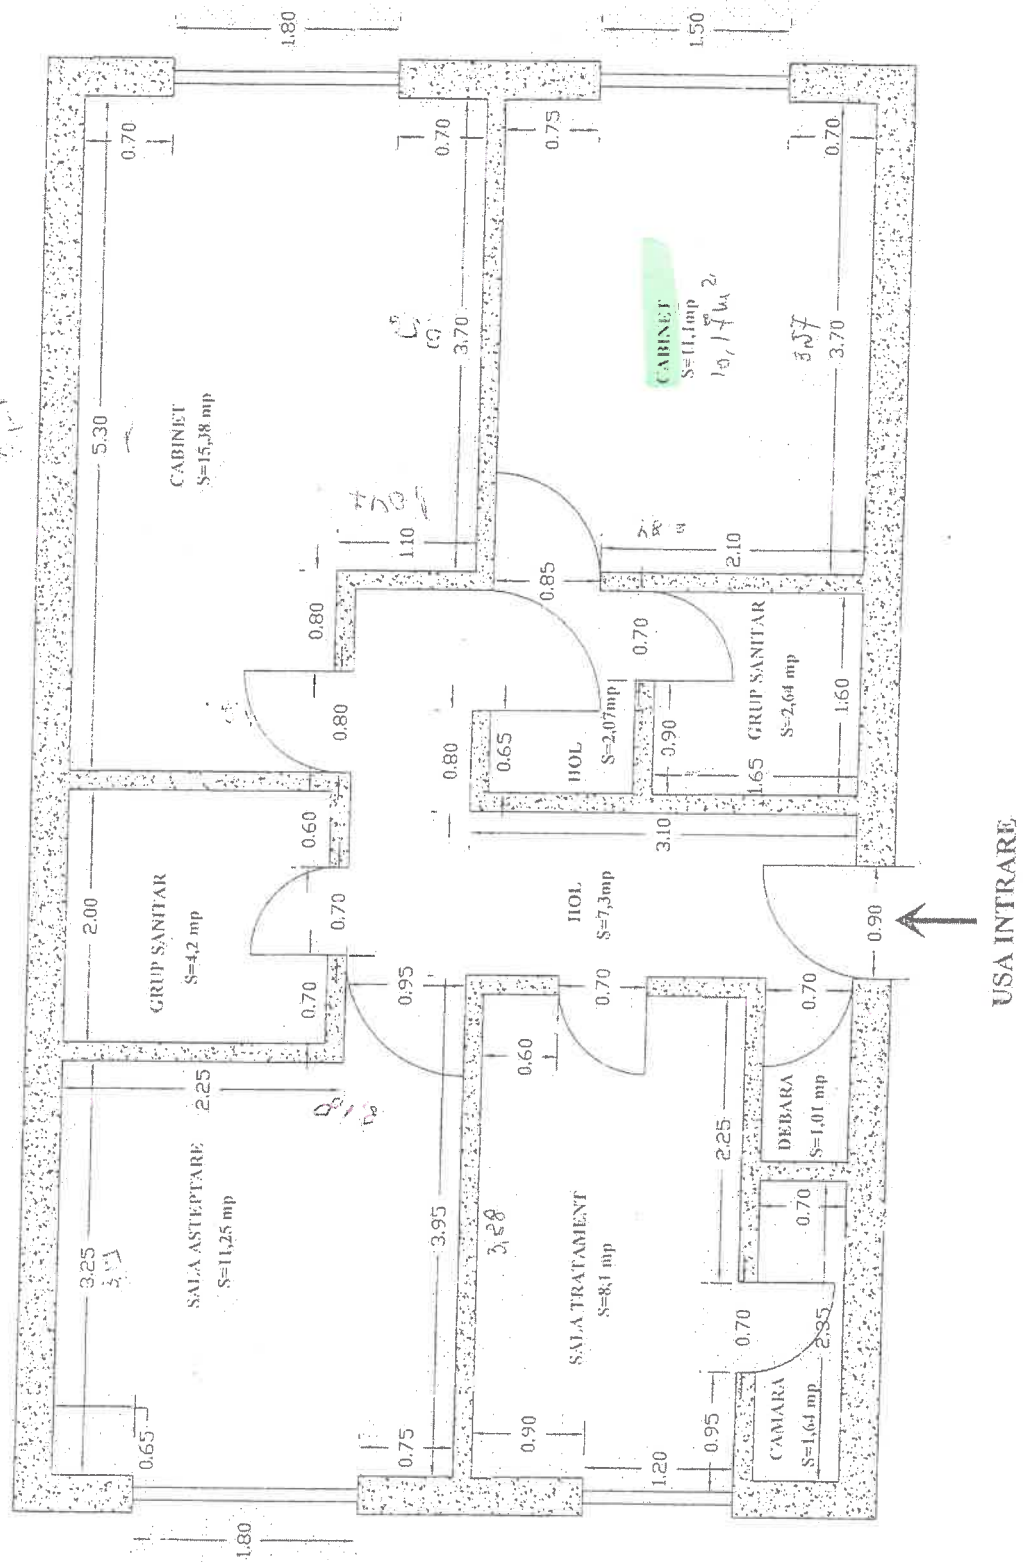 1.80
1.50
0.70
0.70
0.75
0.70
5.30
CABINET
S=15,38 mp
3.70
1.10
0.80
0.80
CABINET
S=11,1mp
10,17m²
3.57
3.70
2.10
0.85
2.00
GRUP SANITAR
S=4,2 mp
0.60
0.70
0.70
0.80
0.65
HOL
S=2,07mp
0.70
0.90
GRUP SANITAR
S=2,64 mp
1.65
1.60
3.10
HOL
S=7,3mp
0.90
USA INTRARE
0.95
0.70
0.70
3.25
2.25
SALA ASTEPTARE
S=11,25 mp
3.95
0.65
0.75
1.80
0.60
3,28
SALA TRATAMENT
S=8,1 mp
2.25
0.90
1.20
0.95
0.70
DEBARA
S=1,01 mp
0.70
2.35
CAMARA
S=1,64 mp